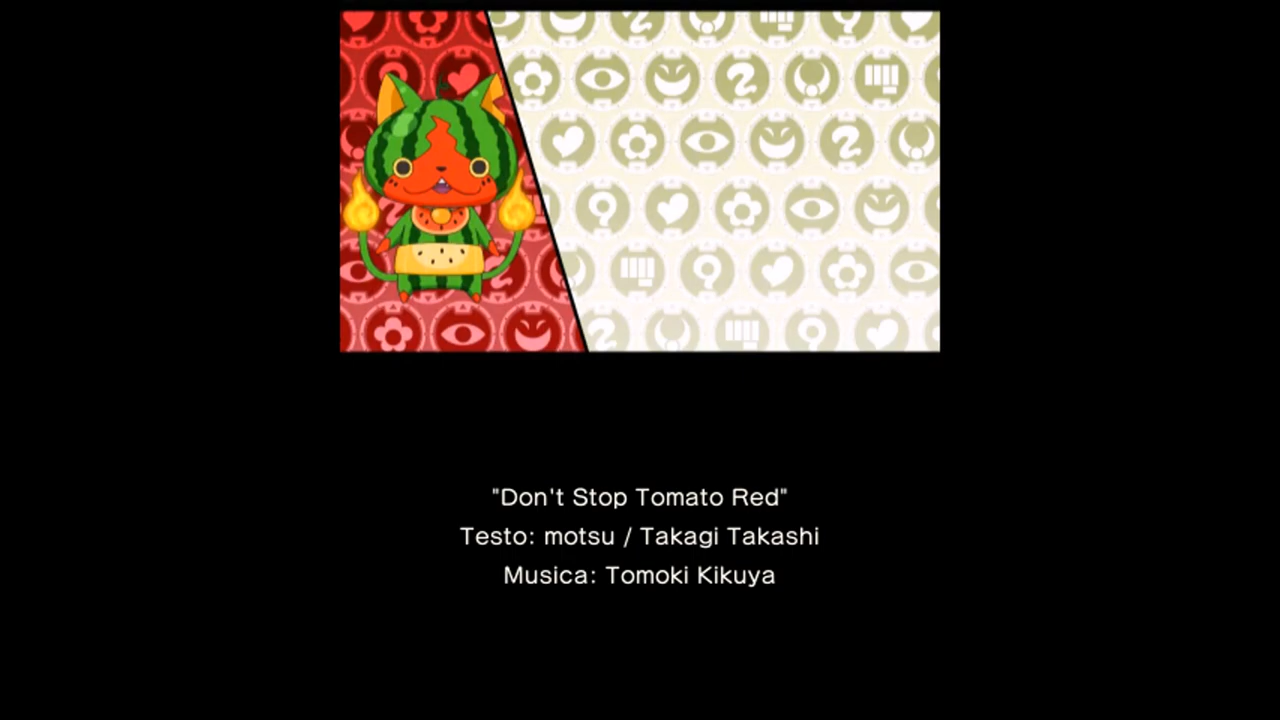 "Don't Stop Tomato Red"
Testo: motsu / Takagi Takashi
Musica: Tomoki Kikuya